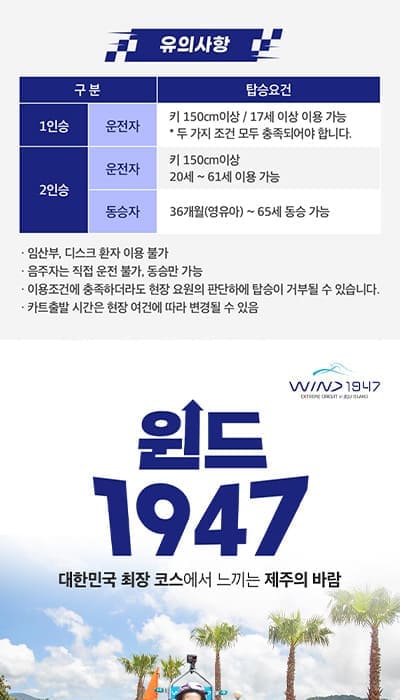 유의사항
구 분 탑승요건
1인승 운전자 키 150cm이상 / 17세 이상 이용 가능
* 두 가지 조건 모두 충족되어야 합니다.
2인승 운전자 키 150cm이상
20세 ~ 61세 이용 가능
동승자 36개월(영유아) ~ 65세 동승 가능
· 임산부, 디스크 환자 이용 불가
· 음주자는 직접 운전 불가, 동승만 가능
· 이용조건에 충족하더라도 현장 요원의 판단하에 탑승이 거부될 수 있습니다.
· 카트출발 시간은 현장 여건에 따라 변경될 수 있음
WIND 1947
EXTREME CIRCUIT in JEJU ISLAND
윈드
1947
대한민국 최장 코스에서 느끼는 제주의 바람